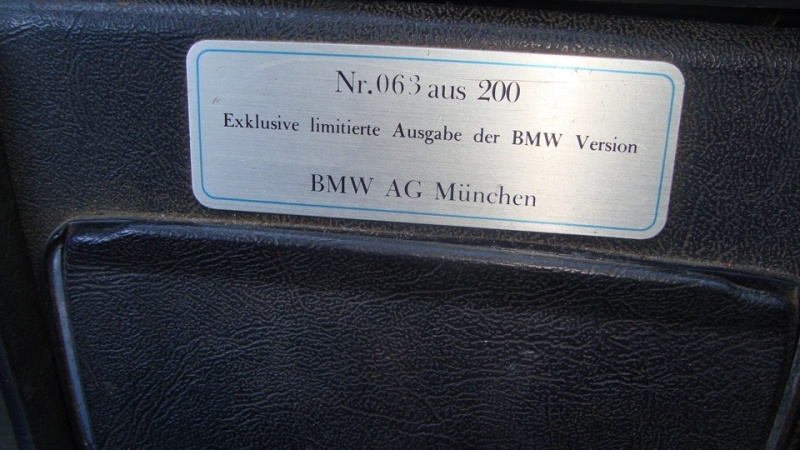 Nr. 063 aus 200
Exklusive limitierte Ausgabe der BMW Version
BMW AG München